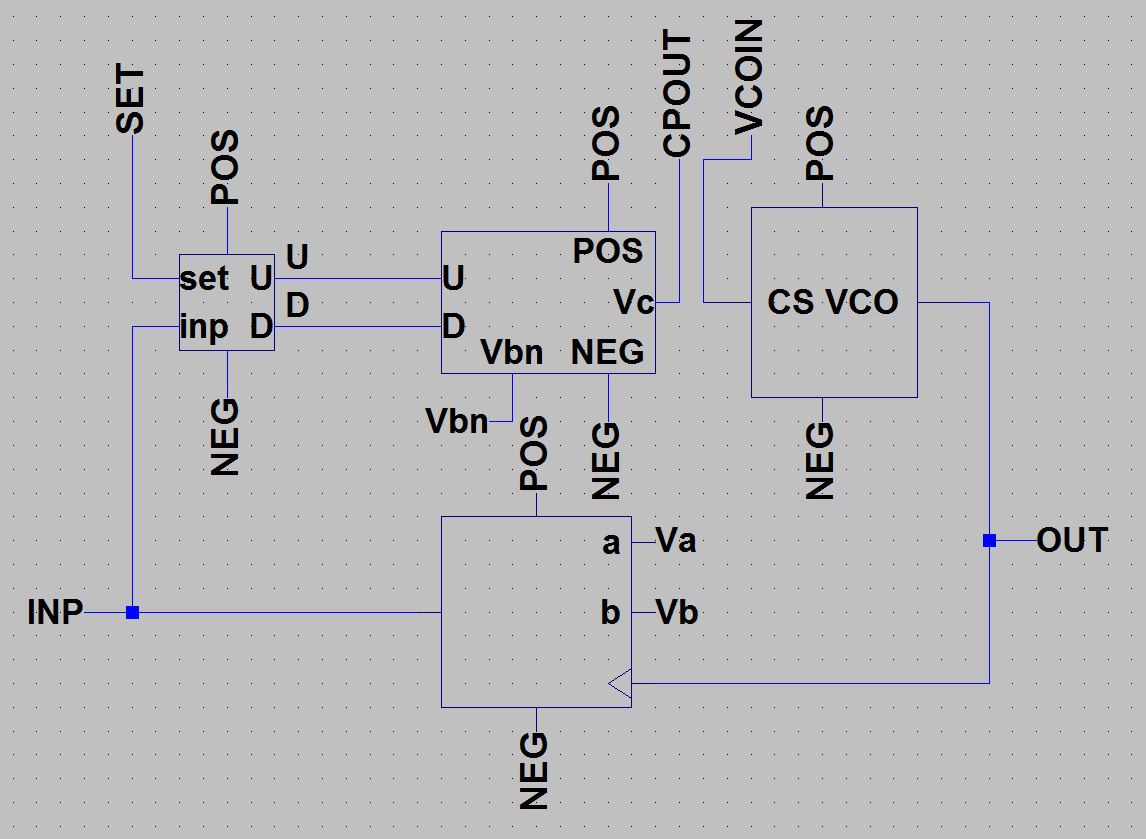 SET
POS
set U
inp D
U
D
NEG
POS
POS
U
Vc
D
Vbn NEG
Vbn
NEG
CPOUT
VCOIN
POS
CS VCO
NEG
OUT
POS
a Va
b Vb
INP
NEG